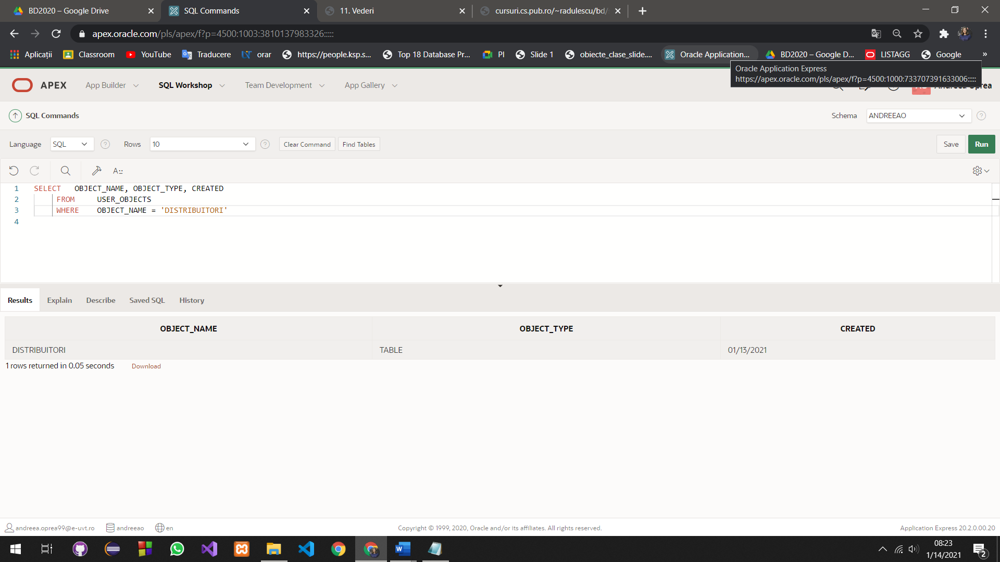 BD2020 – Google Drive
SQL Commands
11. Vederi
cursuri.cs.pub.ro/~radulescu/bd/
apex.oracle.com/pls/apex/f?p=4500:1003:3810137983326:::::
Aplicații
Classroom
YouTube
Traducere
orar
https://people.ksp.s...
Top 18 Database Pr...
PI
Slide 1
obiecte_clase_slide....
Oracle Application...
BD2020 – Google D...
LISTAGG
Google
»
Oracle Application Express
https://apex.oracle.com/pls/apex/f?p=4500:1000:733707391633006:::::
APEX
App Builder
SQL Workshop
Team Development
App Gallery
SQL Commands
Schema
ANDREEAO
Language
SQL
Rows
10
Clear Command
Find Tables
Save
Run
1 SELECT OBJECT_NAME, OBJECT_TYPE, CREATED
2 FROM USER_OBJECTS
3 WHERE OBJECT_NAME = 'DISTRIBUITORI'
4
Results
Explain
Describe
Saved SQL
History
OBJECT_NAME OBJECT_TYPE CREATED
DISTRIBUITORI TABLE 01/13/2021
1 rows returned in 0.05 seconds
Download
andreea.oprea99@e-uvt.ro
andreeao
en
Copyright © 1999, 2020, Oracle and/or its affiliates. All rights reserved.
Application Express 20.2.0.00.20
08:23
1/14/2021
2